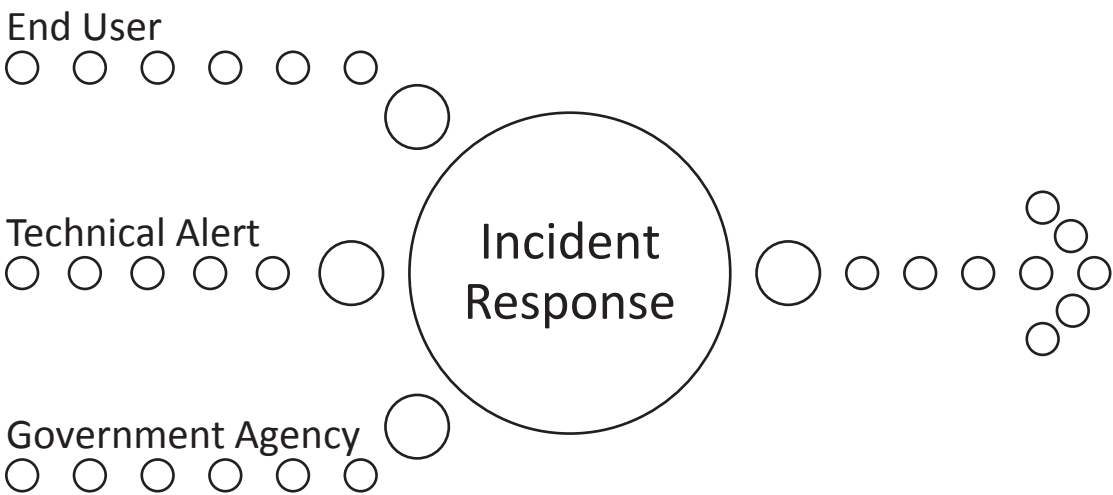 End User
Technical Alert
Incident
Response
Government Agency